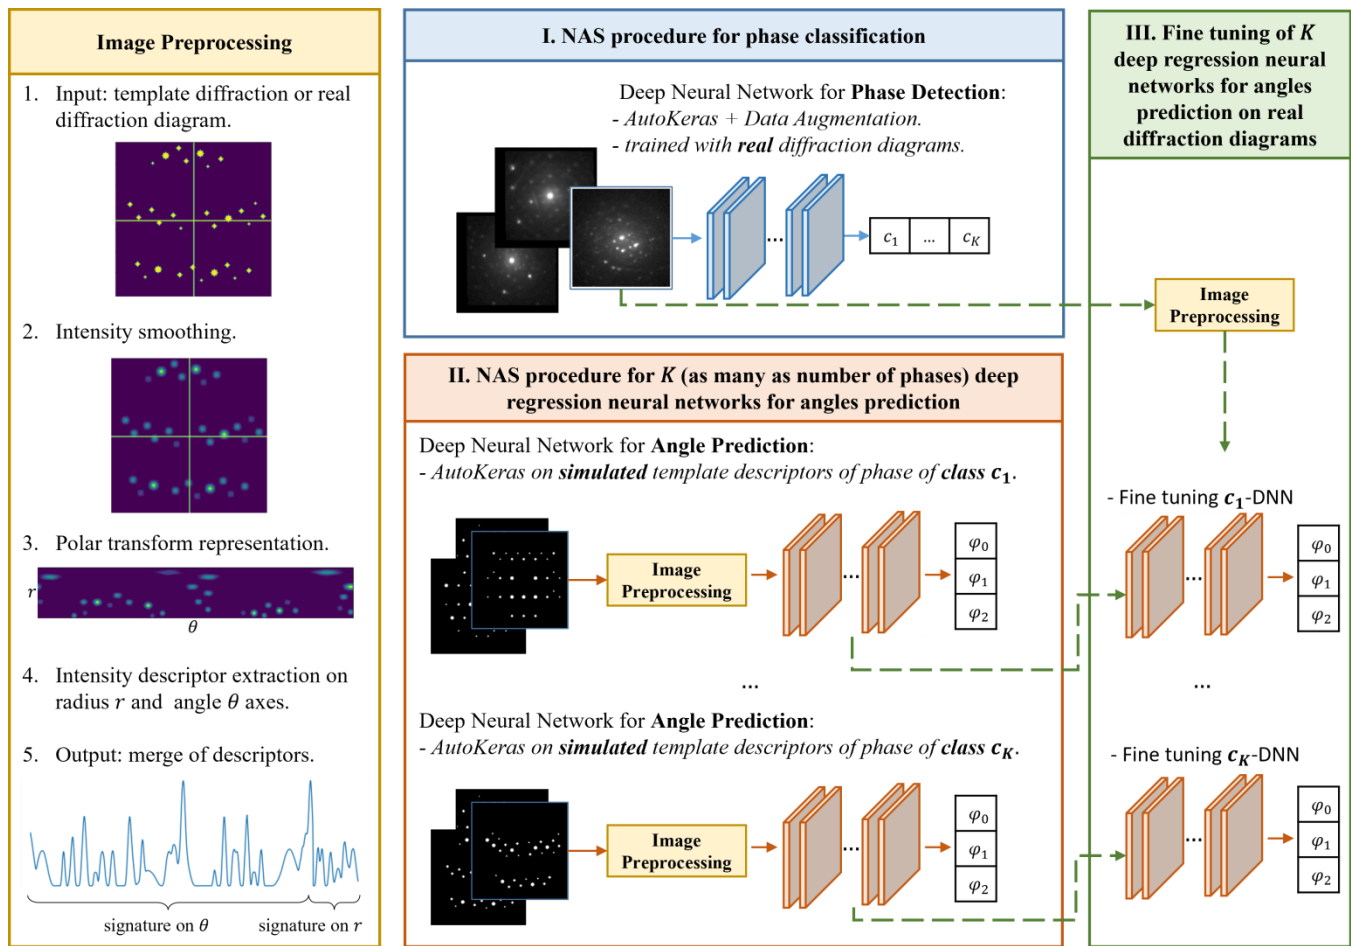 Image Preprocessing
1. Input: template diffraction or real
diffraction diagram.
2. Intensity smoothing.
3. Polar transform representation.
r
θ
4. Intensity descriptor extraction on
radius r and angle θ axes.
5. Output: merge of descriptors.
signature on θ
signature on r
I. NAS procedure for phase classification
Deep Neural Network for Phase Detection:
- AutoKeras + Data Augmentation.
- trained with real diffraction diagrams.
...
c₁ ... c_K
II. NAS procedure for K (as many as number of phases) deep
regression neural networks for angles prediction
Deep Neural Network for Angle Prediction:
- AutoKeras on simulated template descriptors of phase of class c₁.
Image
Preprocessing
...
φ₀
φ₁
φ₂
...
Deep Neural Network for Angle Prediction:
- AutoKeras on simulated template descriptors of phase of class c_K.
Image
Preprocessing
...
φ₀
φ₁
φ₂
III. Fine tuning of K
deep regression neural
networks for angles
prediction on real
diffraction diagrams
Image
Preprocessing
- Fine tuning c₁-DNN
...
φ₀
φ₁
φ₂
...
- Fine tuning c_K-DNN
...
φ₀
φ₁
φ₂